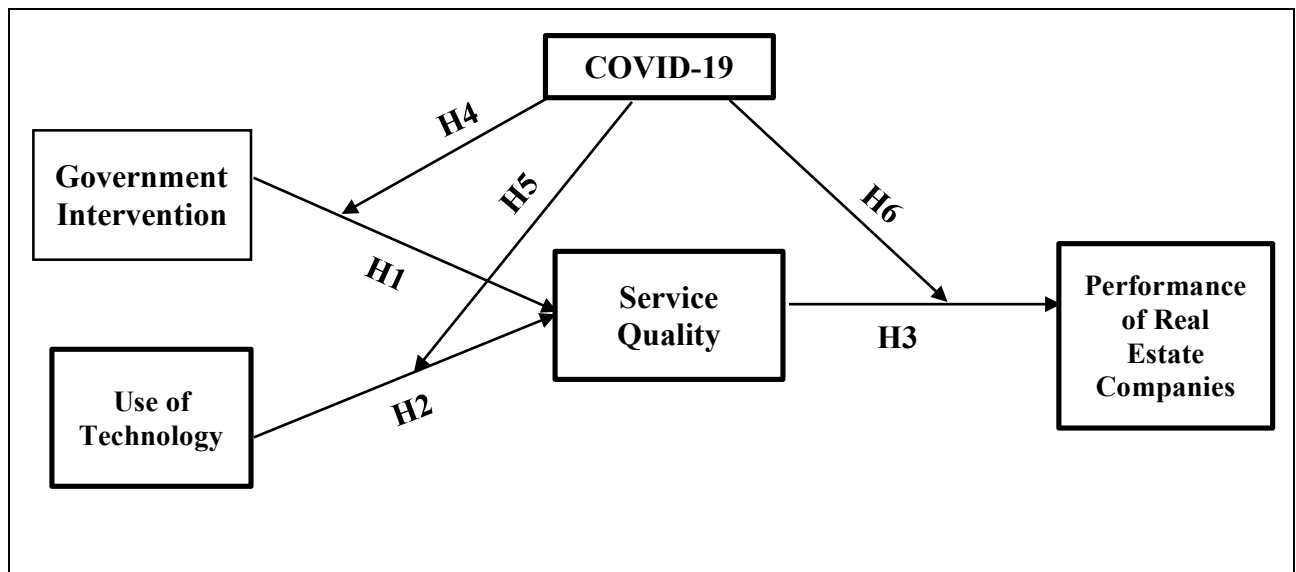 COVID-19
H4
Government
Intervention
H5
H6
H1
Service
Quality
Performance
of Real
Estate
Companies
H3
Use of
Technology
H2